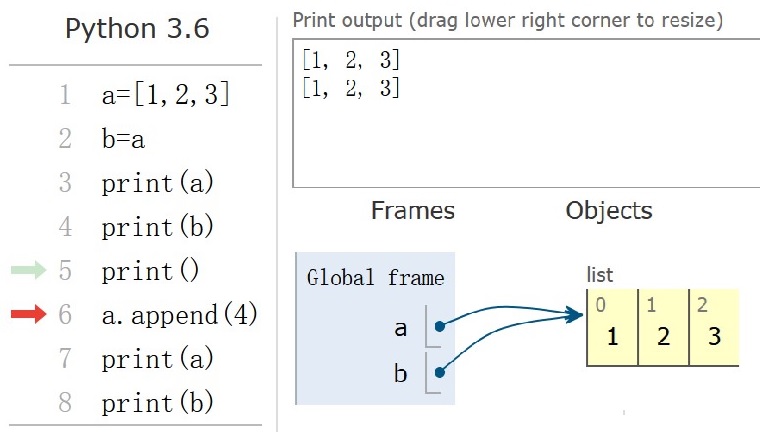 Python 3.6
1 a=[1,2,3]
2 b=a
3 print(a)
4 print(b)
5 print()
6 a.append(4)
7 print(a)
8 print(b)
Print output (drag lower right corner to resize)
[1, 2, 3]
[1, 2, 3]
Frames Objects
Global frame
a
b
list
0 1 2
1 2 3